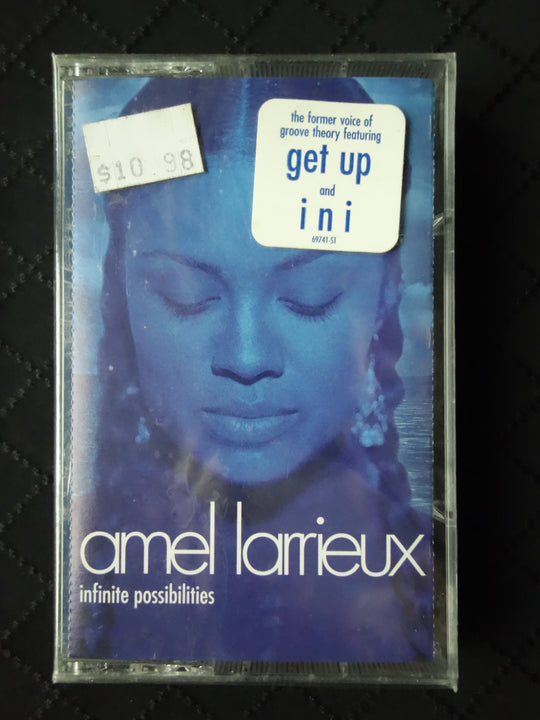 $10.98
the former voice of
groove theory featuring
get up
and
ini
69741-S1
amel larrieux
infinite possibilities